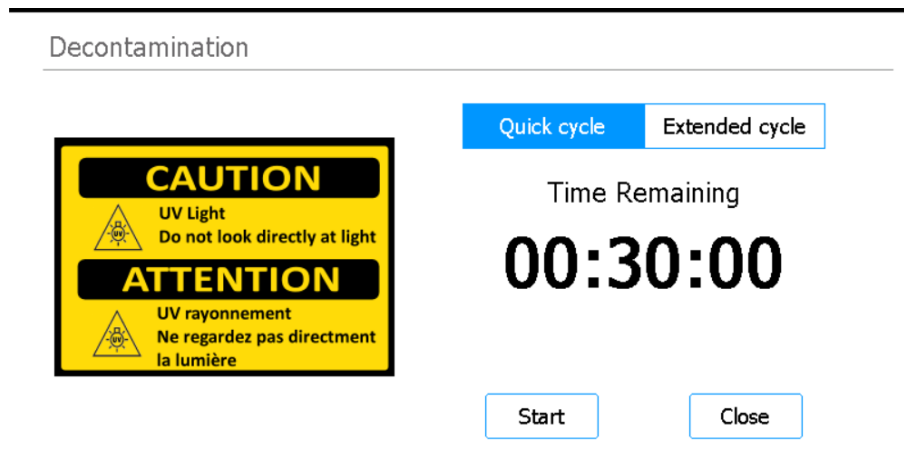 Decontamination
CAUTION
UV Light
Do not look directly at light
ATTENTION
UV rayonnement
Ne regardez pas directment
la lumière
Quick cycle
Extended cycle
Time Remaining
00:30:00
Start
Close